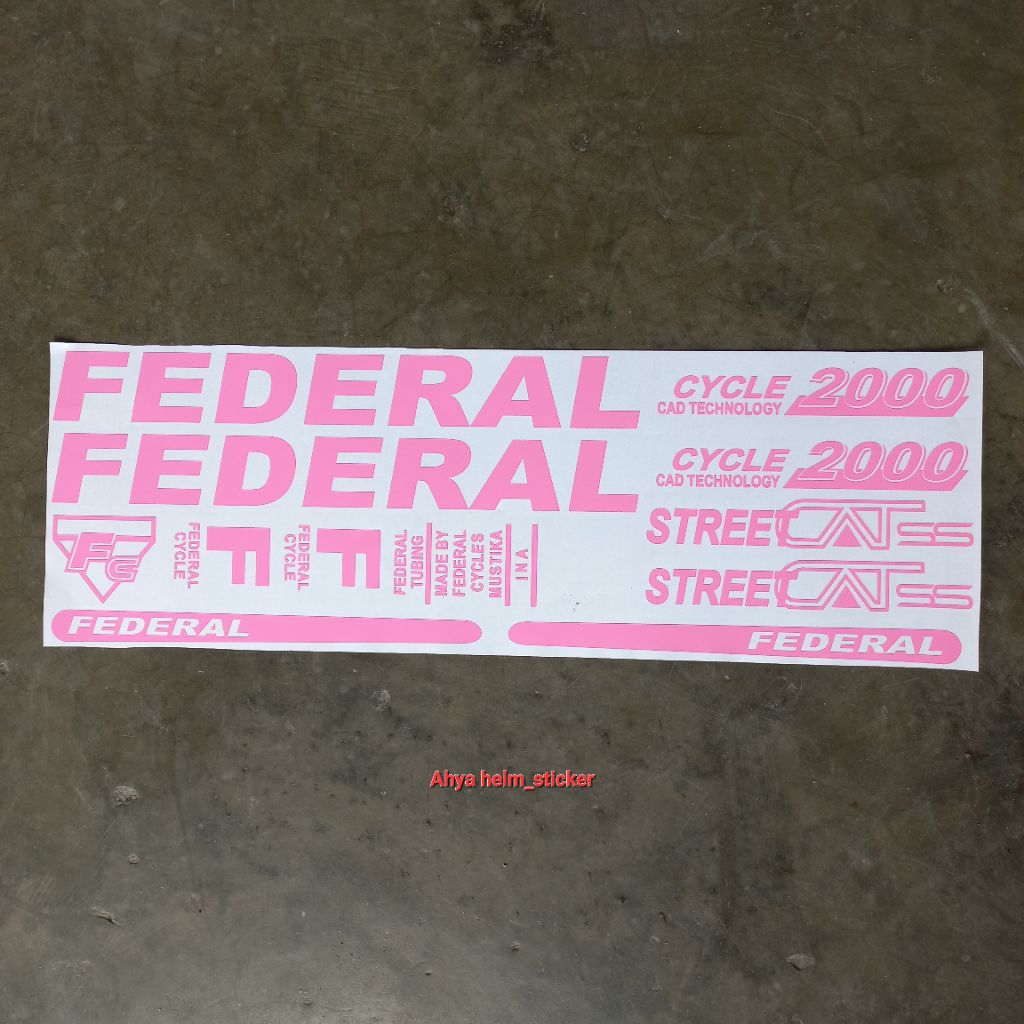 FEDERAL
CYCLE 2000
CAD TECHNOLOGY
FEDERAL
CYCLE 2000
CAD TECHNOLOGY
STREET CAT SS
STREET CAT SS
FC
FEDERAL
CYCLE
F
FEDERAL
CYCLE
F
FEDERAL
TUBING
MADE BY
FEDERAL
CYCLES
MUSTIKA
INA
FEDERAL
FEDERAL
Ahya helm_sticker